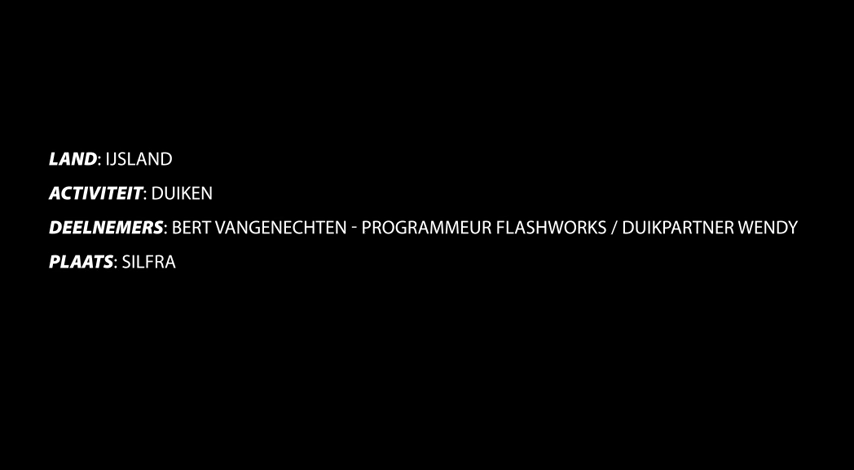 LAND: IJSLAND
ACTIVITEIT: DUIKEN
DEELNEMERS: BERT VANGENECHTEN - PROGRAMMEUR FLASHWORKS / DUIKPARTNER WENDY
PLAATS: SILFRA